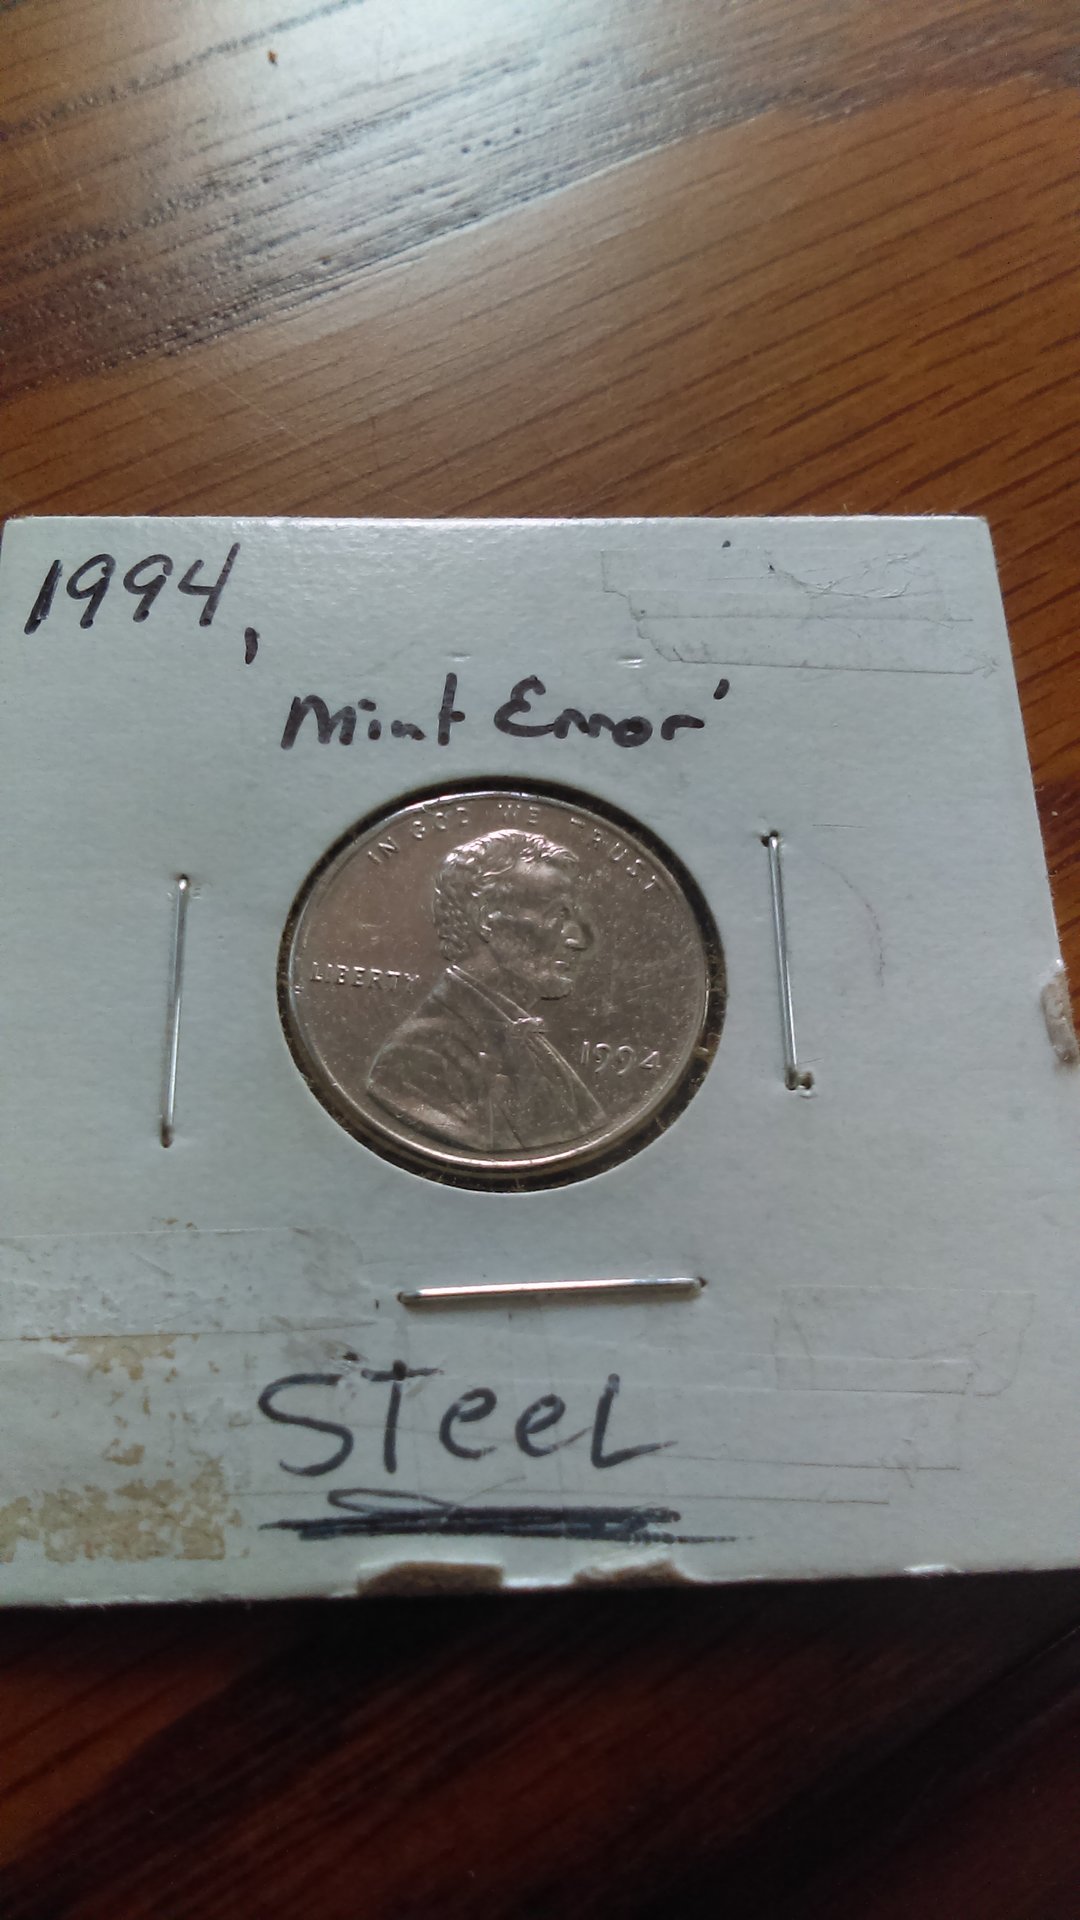 1994,
'Mint Error'
IN GOD WE TRUST
LIBERTY
1994
STeeL